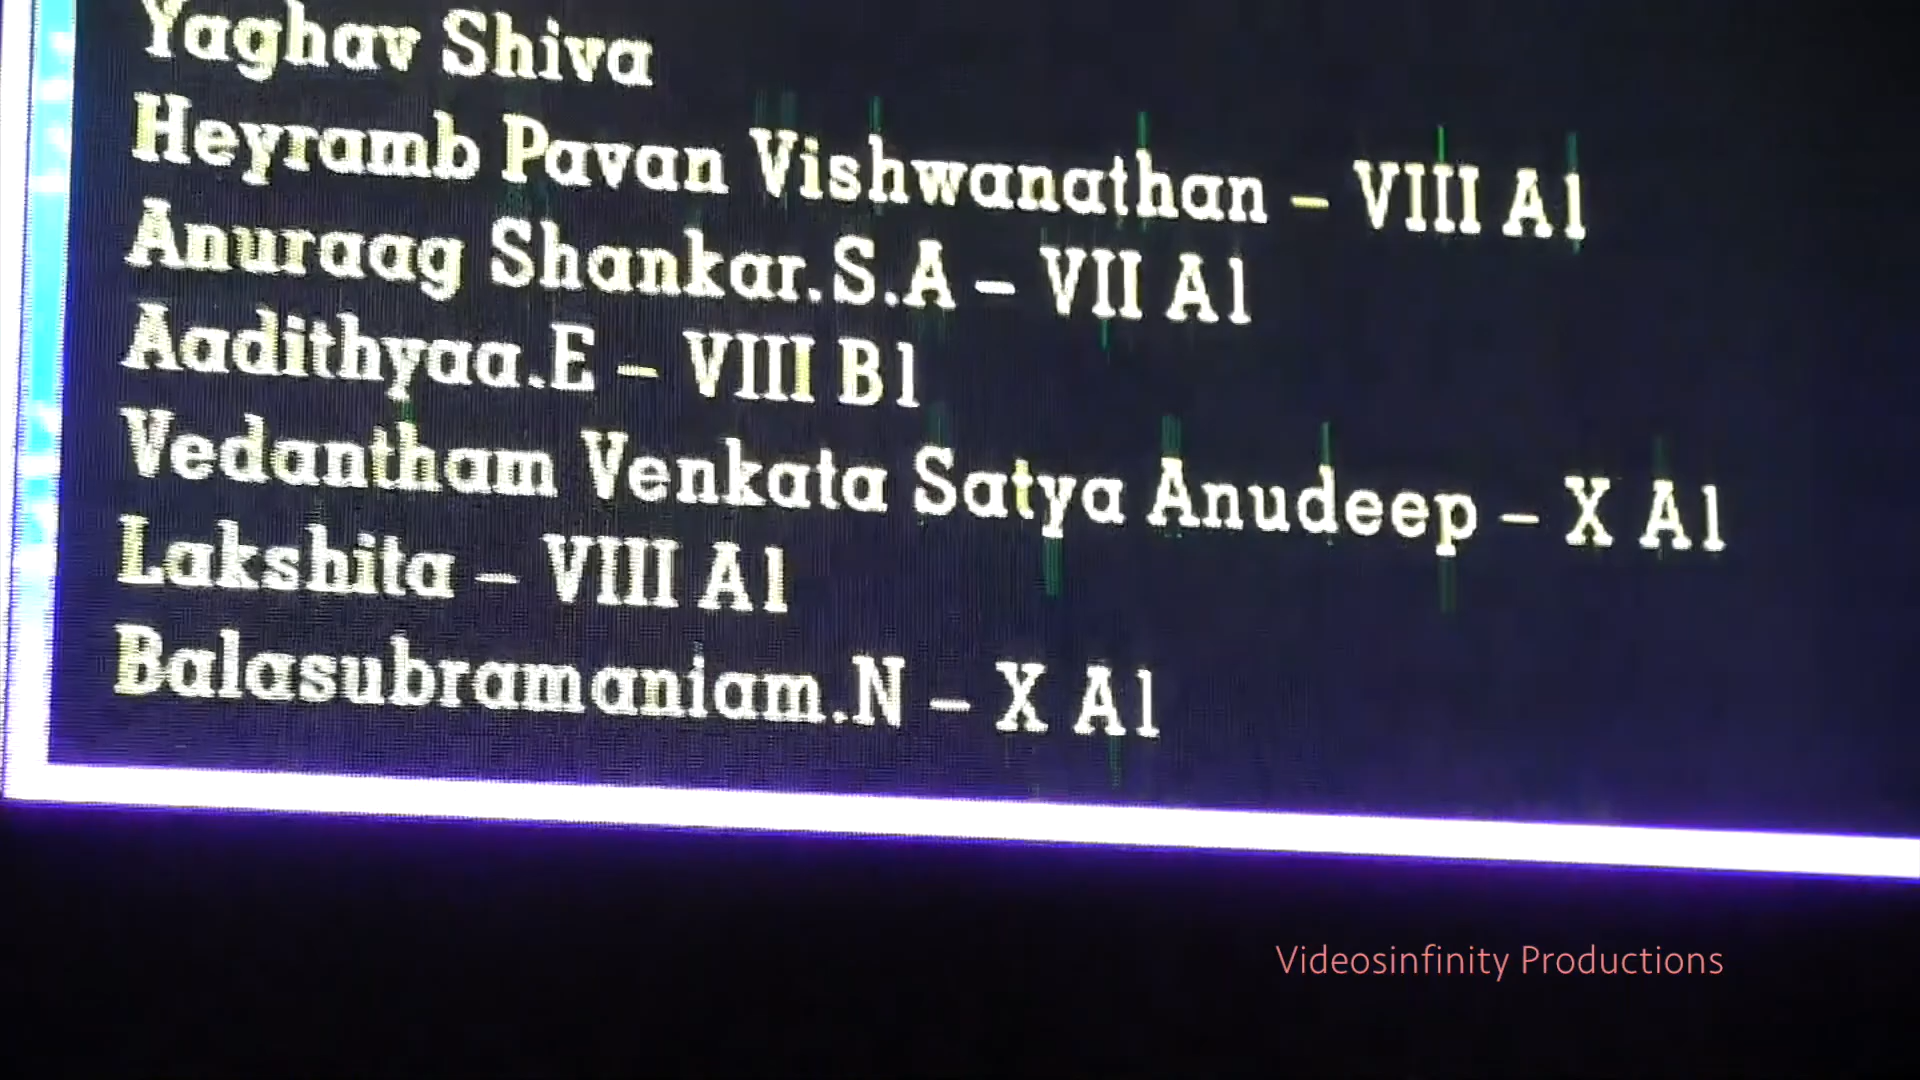 Yaghav Shiva
Heyramb Pavan Vishwanathan – VIII A1
Anuraag Shankar.S.A – VII A1
Aadithyaa.E – VIII B1
Vedantham Venkata Satya Anudeep – X A1
Lakshita – VIII A1
Balasubramaniam.N – X A1
Videosinfinity Productions